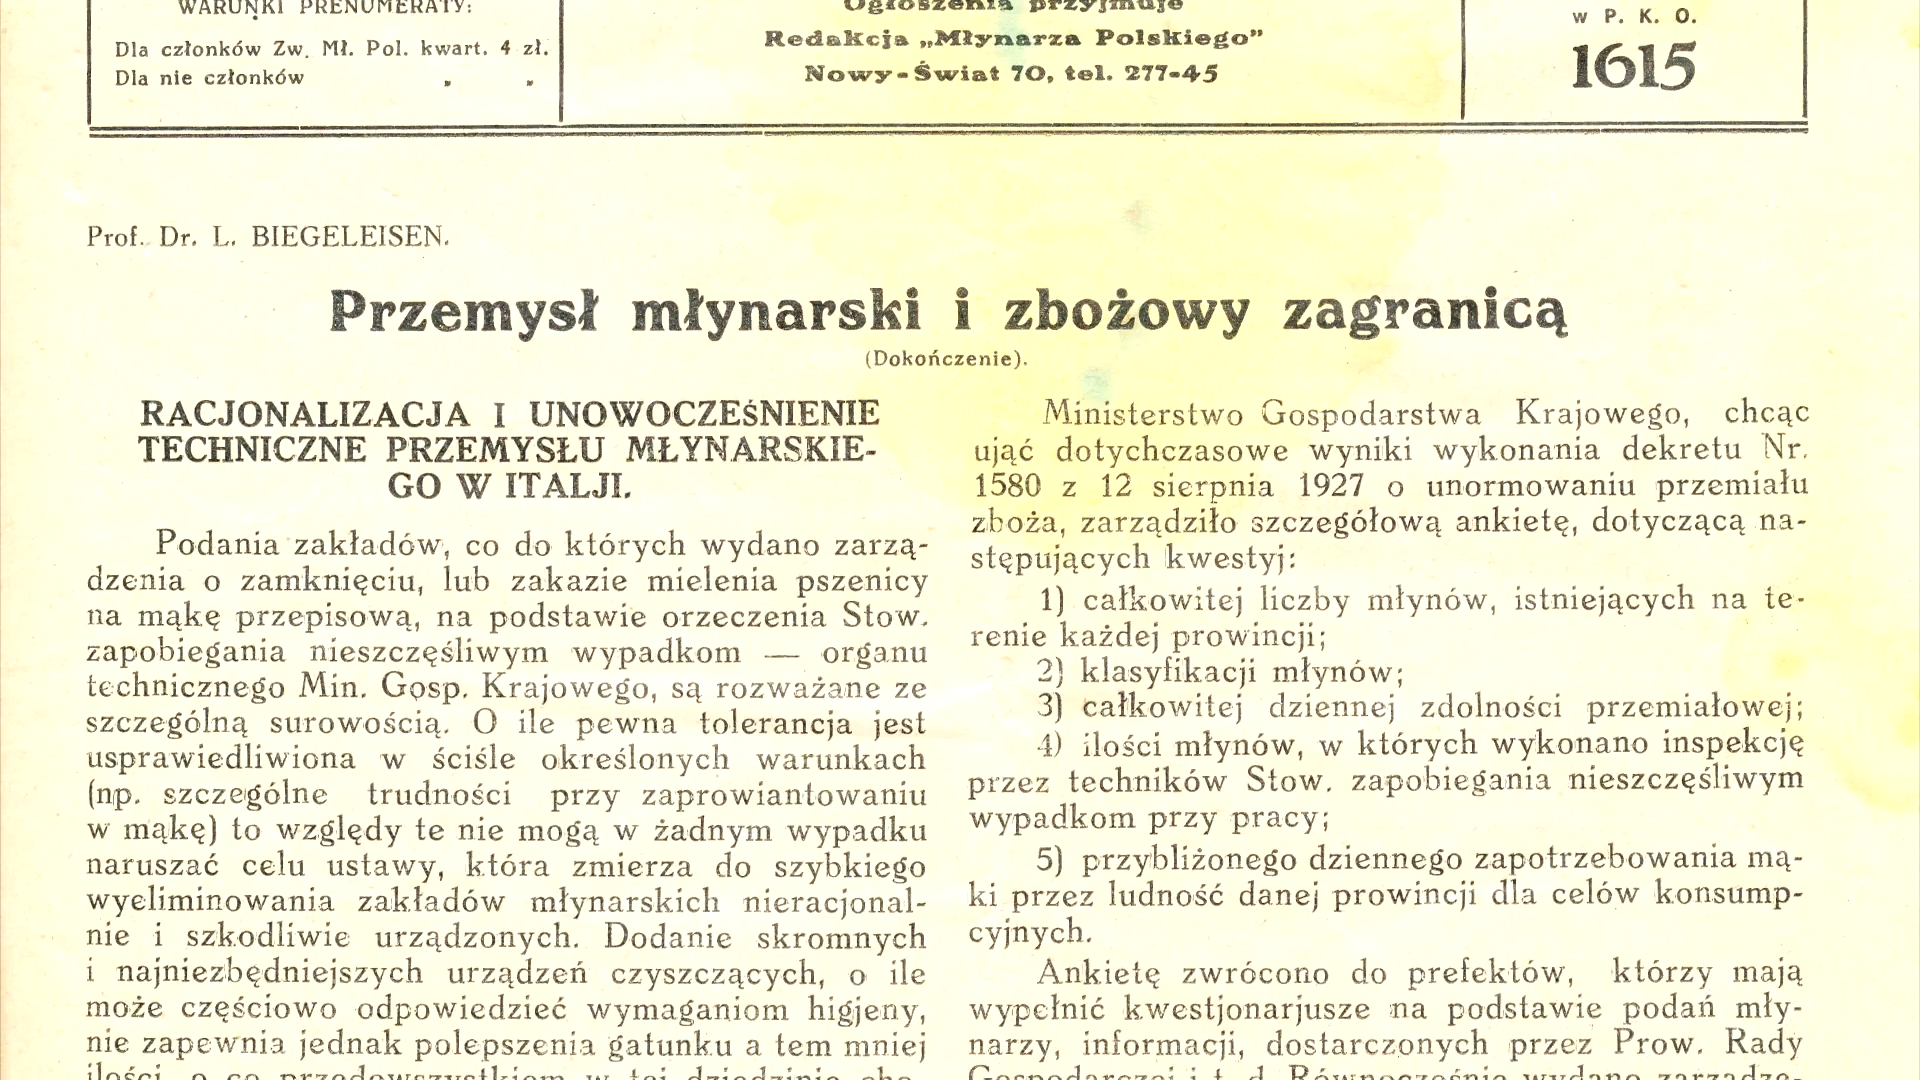 WARUNKI PRENUMERATY:
Dla członków Zw. Mł. Pol. kwart. 4 zł.
Dla nie członków „ „
Ogłoszenia przyjmuje
Redakcja „Młynarza Polskiego”
Nowy-Świat 70, tel. 277-45
w P. K. O.
1615
Prof. Dr. L. BIEGELEISEN.
Przemysł młynarski i zbożowy zagranicą
(Dokończenie).
RACJONALIZACJA I UNOWOCZEśNIENIE
TECHNICZNE PRZEMYSŁU MŁYNARSKIE-
GO W ITALJI.
Podania zakładów, co do których wydano zarzą-
dzenia o zamknięciu, lub zakazie mielenia pszenicy
na mąkę przepisową, na podstawie orzeczenia Stow.
zapobiegania nieszczęśliwym wypadkom — organu
technicznego Min. Gosp. Krajowego, są rozważane ze
szczególną surowością. O ile pewna tolerancja jest
usprawiedliwiona w ściśle określonych warunkach
(np. szczególne trudności przy zaprowiantowaniu
w mąkę) to względy te nie mogą w żadnym wypadku
naruszać celu ustawy, która zmierza do szybkiego
wyeliminowania zakładów młynarskich nieracjonal-
nie i szkodliwie urządzonych. Dodanie skromnych
i najniezbędniejszych urządzeń czyszczących, o ile
może częściowo odpowiedzieć wymaganiom higjeny,
nie zapewnia jednak polepszenia gatunku a tem mniej
ilości, o co przedewszystkiem w tej dziedzinie cho-
Ministerstwo Gospodarstwa Krajowego, chcąc
ująć dotychczasowe wyniki wykonania dekretu Nr.
1580 z 12 sierpnia 1927 o unormowaniu przemiału
zboża, zarządziło szczegółową ankietę, dotyczącą na-
stępujących kwestyj:
1) całkowitej liczby młynów, istniejących na te-
renie każdej prowincji;
2) klasyfikacji młynów;
3) całkowitej dziennej zdolności przemiałowej;
4) ilości młynów, w których wykonano inspekcję
przez techników Stow. zapobiegania nieszczęśliwym
wypadkom przy pracy;
5) przybliżonego dziennego zapotrzebowania mą-
ki przez ludność danej prowincji dla celów konsump-
cyjnych.
Ankietę zwrócono do prefektów, którzy mają
wypełnić kwestjonarjusze na podstawie podań mły-
narzy, informacji, dostarczonych przez Prow. Rady
Gospodarczej i t. d. Równocześnie wydano zarządze-